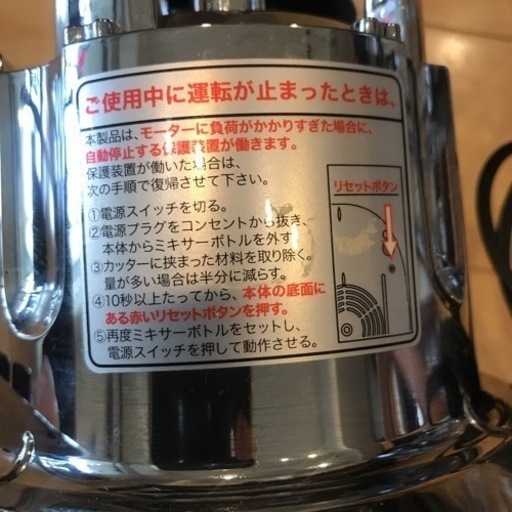 ご使用中に運転が止まったときは、
本製品は、モーターに負荷がかかりすぎた場合に、
自動停止する保護装置が働きます。
保護装置が働いた場合は、
次の手順で復帰させて下さい。
①電源スイッチを切る。
②電源プラグをコンセントから抜き、
本体からミキサーボトルを外す。
③カッターに挟まった材料を取り除く。
量が多い場合は半分に減らす。
④10秒以上たってから、本体の底面に
ある赤いリセットボタンを押す。
⑤再度ミキサーボトルをセットし、
電源スイッチを押して動作させる。
リセットボタン